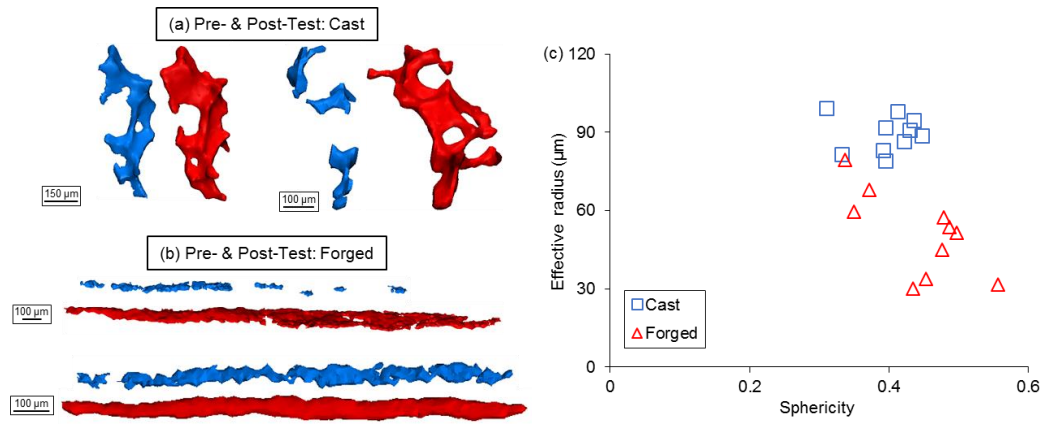 (a) Pre- & Post-Test: Cast
150 µm
100 µm
(b) Pre- & Post-Test: Forged
100 µm
100 µm
(c)
Effective radius (µm)
120
90
60
30
0
Cast
Forged
0
0.2
0.4
0.6
Sphericity